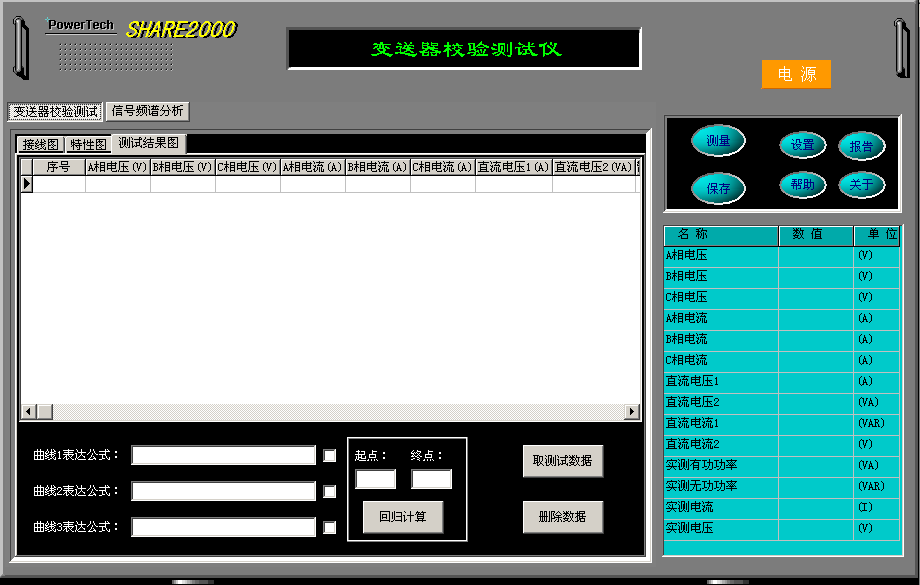 PowerTech SHARE2000
变送器校验测试仪
电 源
变送器校验测试 信号频谱分析
接线图 特性图 测试结果图
序号 A相电压(V) B相电压(V) C相电压(V) A相电流(A) B相电流(A) C相电流(A) 直流电压1(A) 直流电压2(VA)
测量 设置 报告
保存 帮助 关于
名 称 数 值 单 位
A相电压 (V)
B相电压 (V)
C相电压 (V)
A相电流 (A)
B相电流 (A)
C相电流 (A)
直流电压1 (A)
直流电压2 (VA)
直流电流1 (VAR)
直流电流2 (V)
实测有功功率 (VA)
实测无功功率 (VAR)
实测电流 (I)
实测电压 (V)
曲线1表达公式：
曲线2表达公式：
曲线3表达公式：
起点： 终点：
回归计算
取测试数据
删除数据